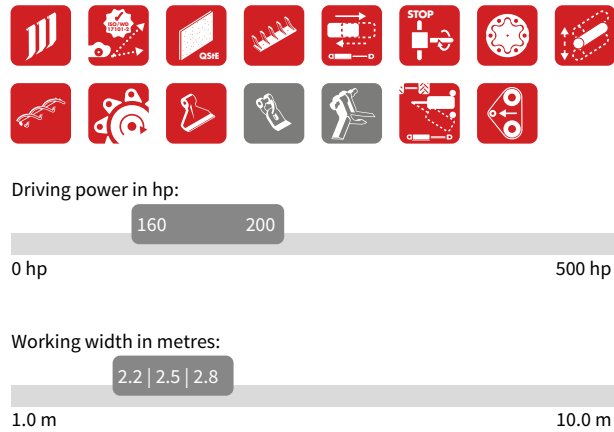 ISO/WD
17101-2
QStE
STOP
Driving power in hp:
160 200
0 hp 500 hp
Working width in metres:
2.2 | 2.5 | 2.8
1.0 m 10.0 m